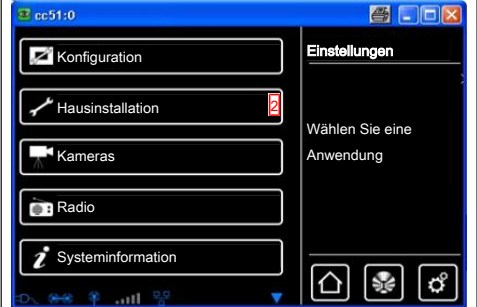 cc51:0
Konfiguration
Hausinstallation
2
Kameras
Radio
Systeminformation
Einstellungen
Wählen Sie eine
Anwendung